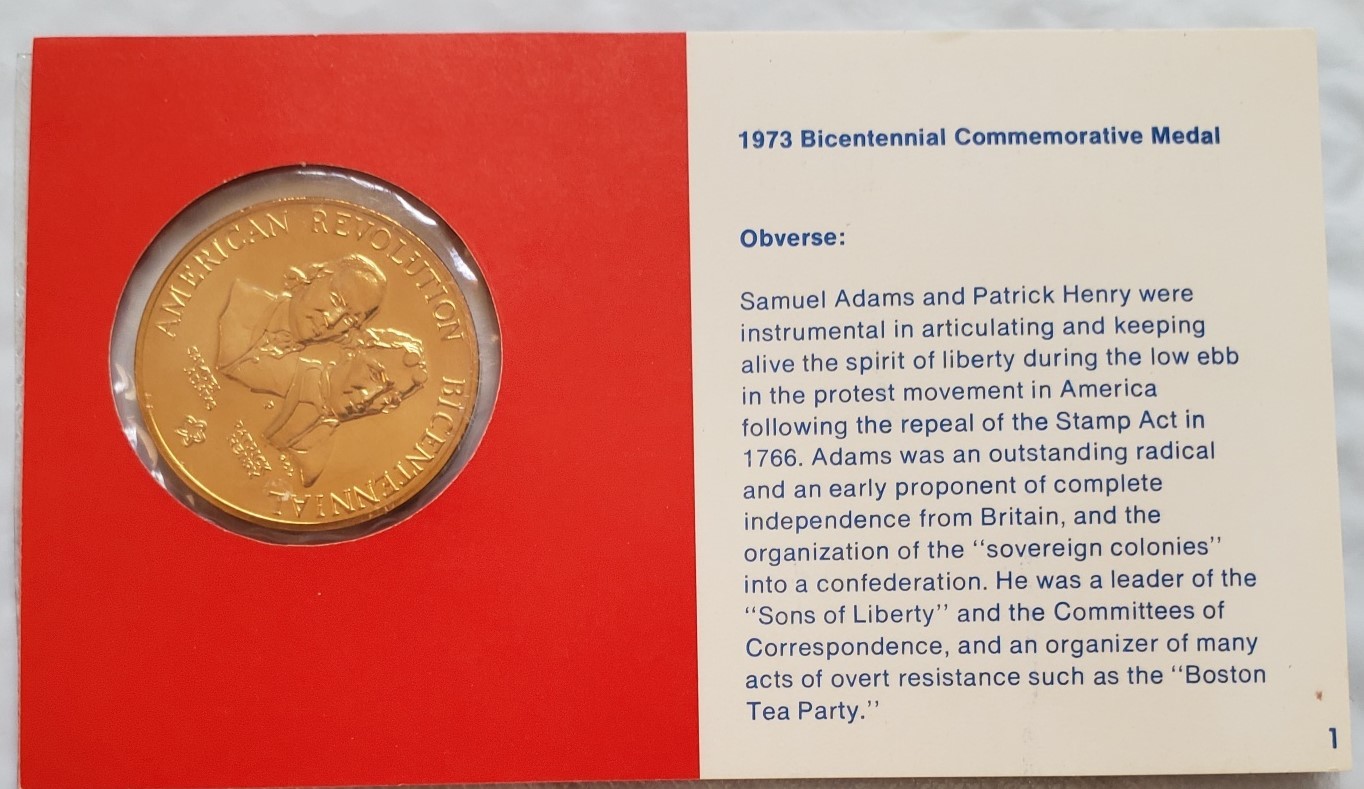 AMERICAN REVOLUTION BICENTENNIAL
SAMUEL
ADAMS
PATRICK
HENRY
1973 Bicentennial Commemorative Medal
Obverse:
Samuel Adams and Patrick Henry were
instrumental in articulating and keeping
alive the spirit of liberty during the low ebb
in the protest movement in America
following the repeal of the Stamp Act in
1766. Adams was an outstanding radical
and an early proponent of complete
independence from Britain, and the
organization of the ‘‘sovereign colonies’’
into a confederation. He was a leader of the
‘‘Sons of Liberty’’ and the Committees of
Correspondence, and an organizer of many
acts of overt resistance such as the ‘‘Boston
Tea Party.’’
1